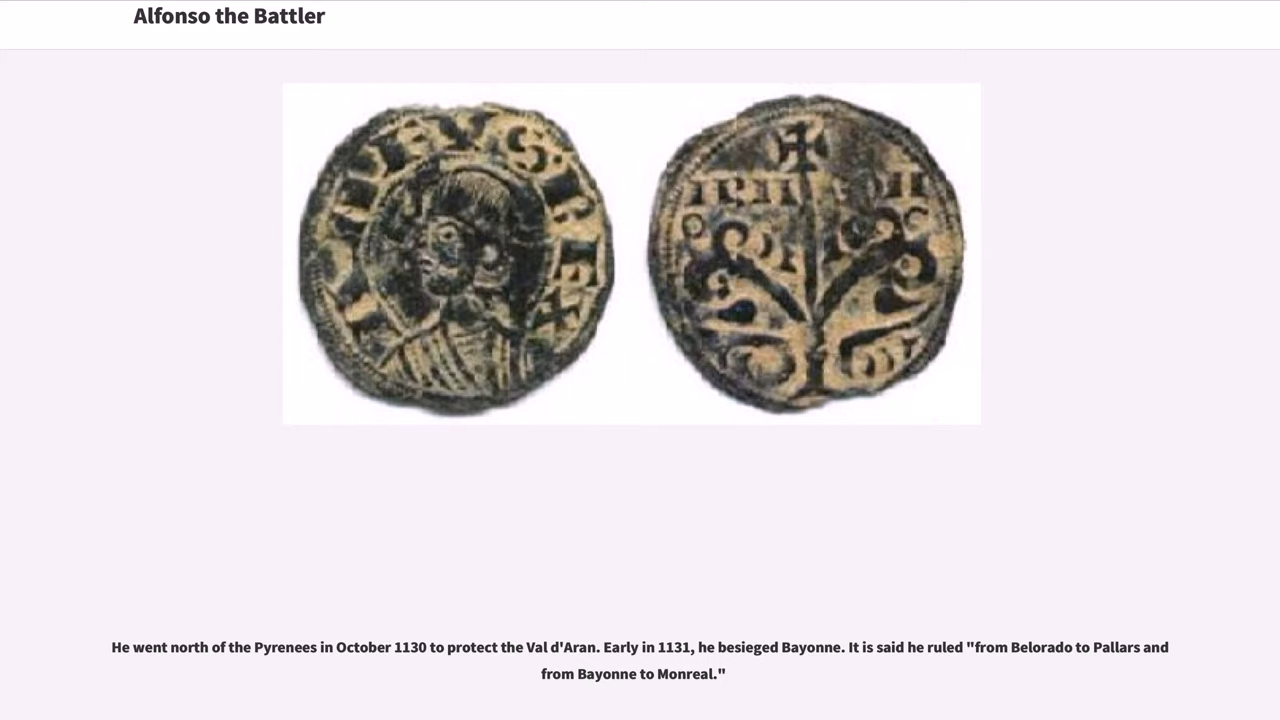 Alfonso the Battler
He went north of the Pyrenees in October 1130 to protect the Val d'Aran. Early in 1131, he besieged Bayonne. It is said he ruled "from Belorado to Pallars and
from Bayonne to Monreal."